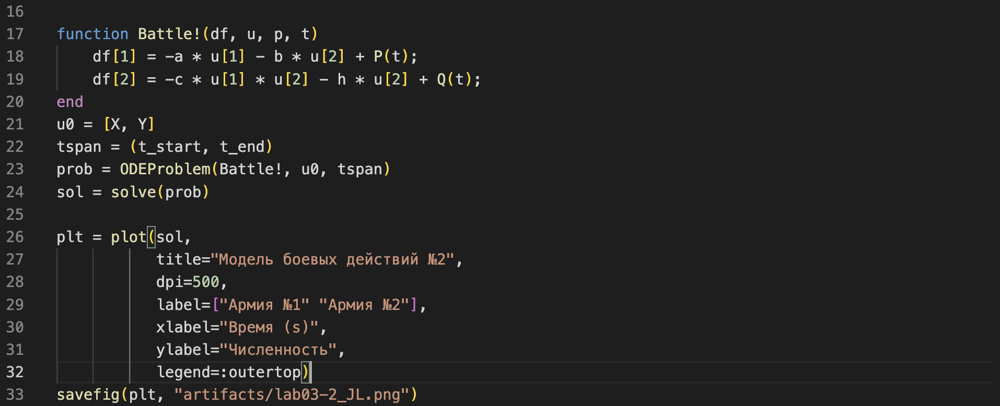 16
17 function Battle!(df, u, p, t)
18 df[1] = -a * u[1] - b * u[2] + P(t);
19 df[2] = -c * u[1] * u[2] - h * u[2] + Q(t);
20 end
21 u0 = [X, Y]
22 tspan = (t_start, t_end)
23 prob = ODEProblem(Battle!, u0, tspan)
24 sol = solve(prob)
25
26 plt = plot(sol,
27 title="Модель боевых действий №2",
28 dpi=500,
29 label=["Армия №1" "Армия №2"],
30 xlabel="Время (s)",
31 ylabel="Численность",
32 legend=:outertop)
33 savefig(plt, "artifacts/lab03-2_JL.png")